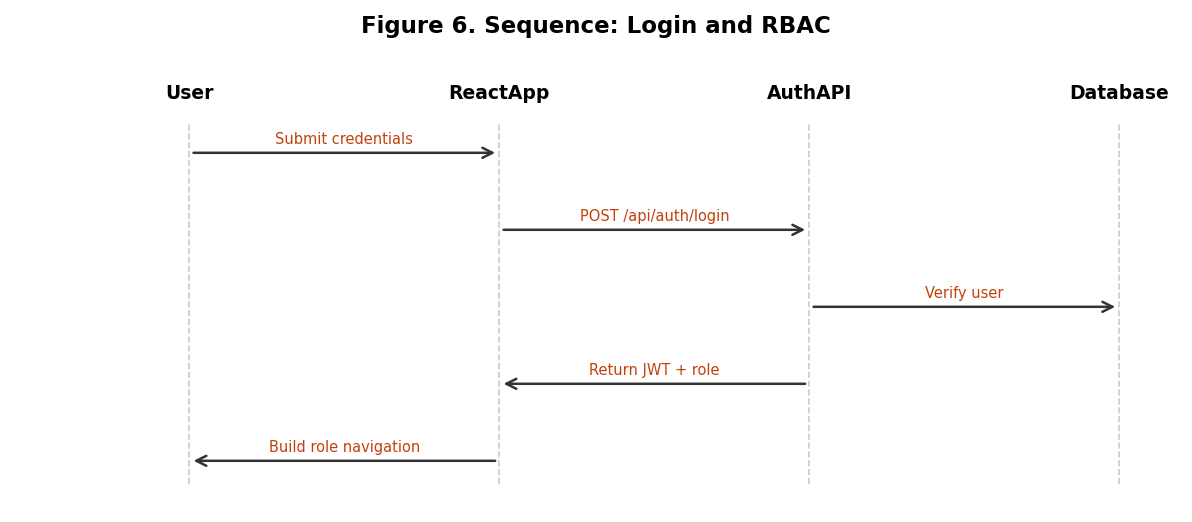 Figure 6. Sequence: Login and RBAC
User
ReactApp
AuthAPI
Database
Submit credentials
POST /api/auth/login
Verify user
Return JWT + role
Build role navigation